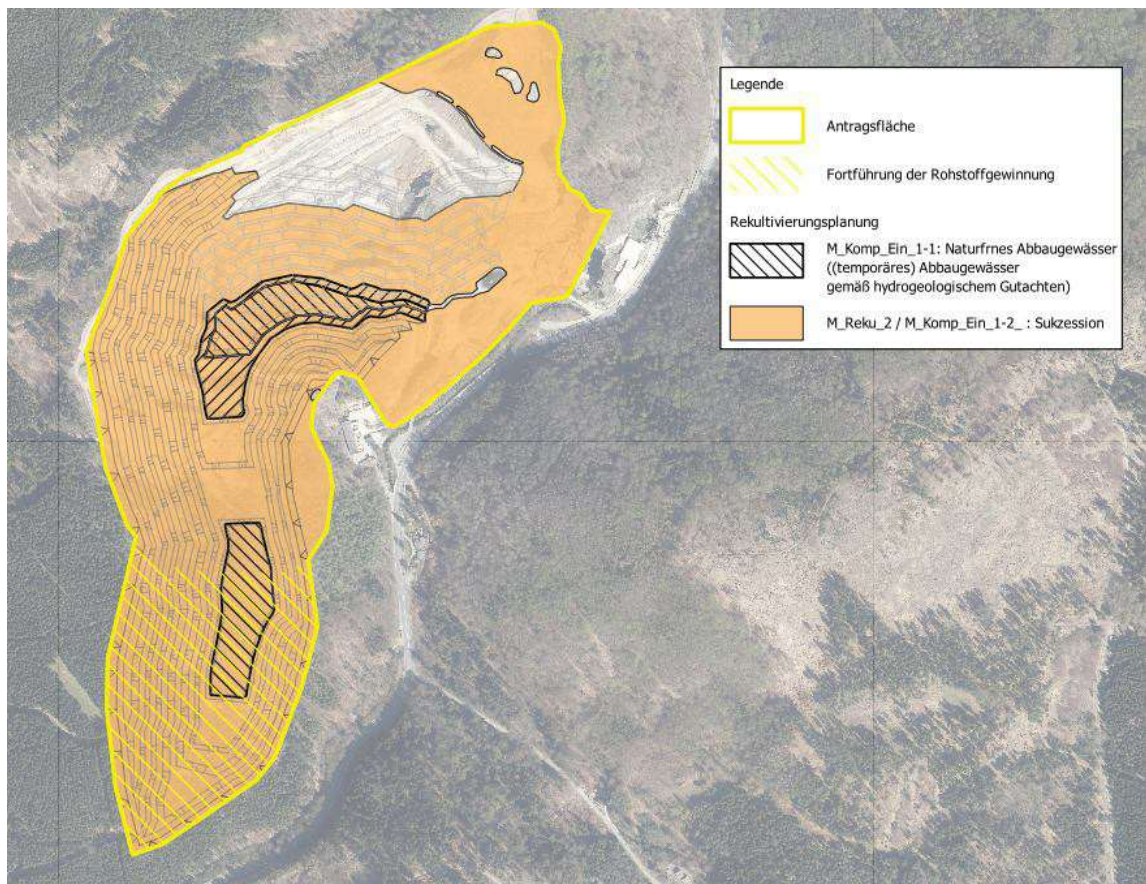 Legende
Antragsfläche
Fortführung der Rohstoffgewinnung
Rekultivierungsplanung
M_Komp_Ein_1-1: Naturfrnes Abbaugewässer
((temporäres) Abbaugewässer
gemäß hydrogeologischem Gutachten)
M_Reku_2 / M_Komp_Ein_1-2_ : Sukzession